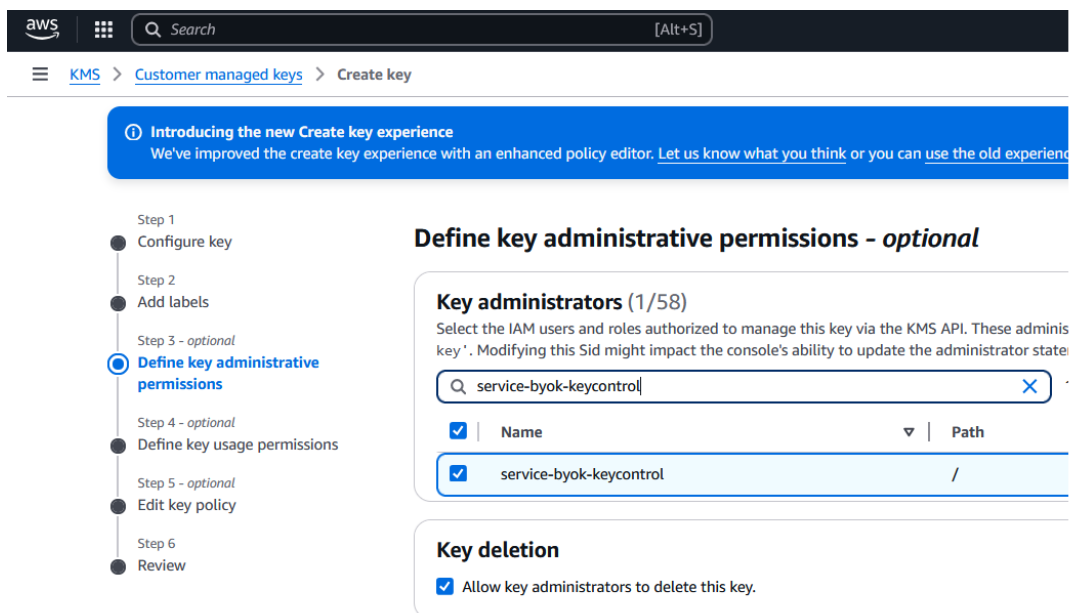 aws
Search
[Alt+S]
KMS > Customer managed keys > Create key
Introducing the new Create key experience
We've improved the create key experience with an enhanced policy editor. Let us know what you think or you can use the old experienc
Step 1
Configure key
Step 2
Add labels
Step 3 - optional
Define key administrative
permissions
Step 4 - optional
Define key usage permissions
Step 5 - optional
Edit key policy
Step 6
Review
Define key administrative permissions - optional
Key administrators (1/58)
Select the IAM users and roles authorized to manage this key via the KMS API. These adminis
key'. Modifying this Sid might impact the console's ability to update the administrator state
service-byok-keycontrol
Name Path
service-byok-keycontrol /
Key deletion
Allow key administrators to delete this key.